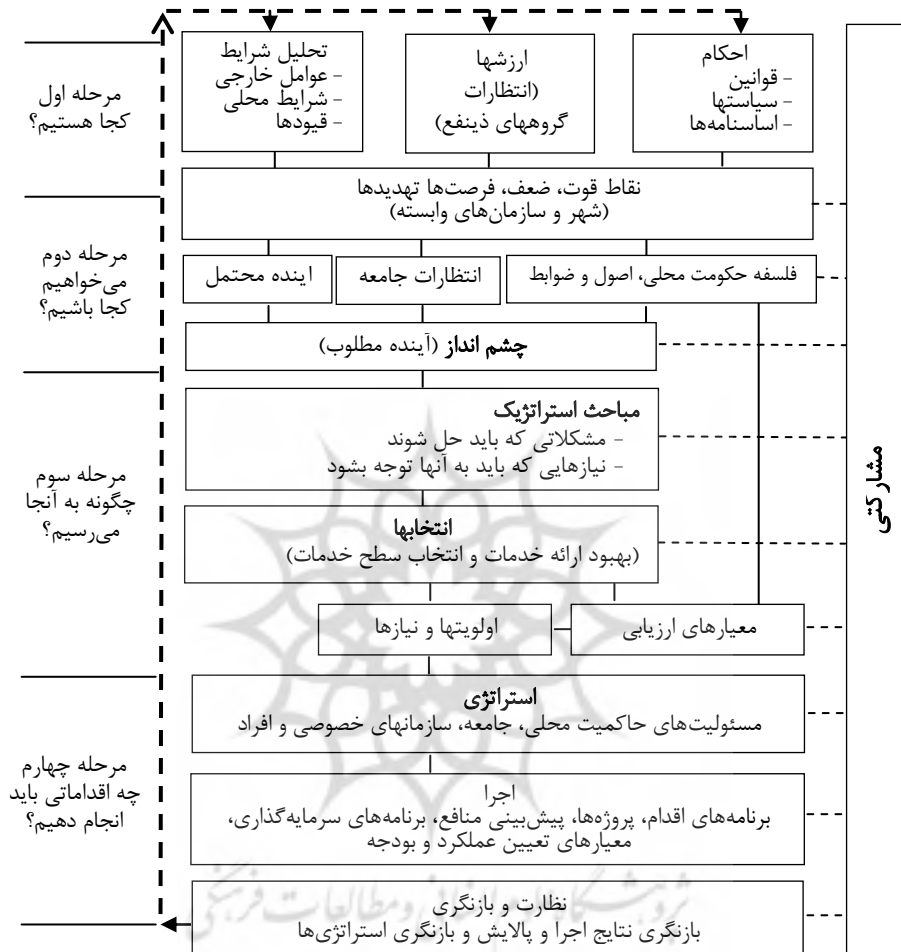 احکام
- قوانین
- سیاستها
- اساسنامه‌ها
ارزشها
(انتظارات
گروههای ذینفع)
تحلیل شرایط
- عوامل خارجی
- شرایط محلی
- قیودها
مرحله اول
کجا هستیم؟
نقاط قوت، ضعف، فرصت‌ها تهدیدها
(شهر و سازمان‌های وابسته)
مرحله دوم
می‌خواهیم
کجا باشیم؟
فلسفه حکومت محلی، اصول و ضوابط
انتظارات جامعه
اینده محتمل
چشم انداز (آینده مطلوب)
مشارکتی
مباحث استراتژیک
- مشکلاتی که باید حل شوند
- نیازهایی که باید به آنها توجه بشود
مرحله سوم
چگونه به آنجا
می‌رسیم؟
انتخابها
(بهبود ارائه خدمات و انتخاب سطح خدمات)
معیارهای ارزیابی
اولویتها و نیازها
استراتژی
مسئولیت‌های حاکمیت محلی، جامعه، سازمانهای خصوصی و افراد
مرحله چهارم
چه اقداماتی باید
انجام دهیم؟
اجرا
برنامه‌های اقدام، پروژه‌ها، پیش‌بینی منافع، برنامه‌های سرمایه‌گذاری،
معیارهای تعیین عملکرد و بودجه
پژوهشگاه علوم انسانی و مطالعات فرهنگی
نظارت و بازنگری
بازنگری نتایج اجرا و پالایش و بازنگری استراتژی‌ها